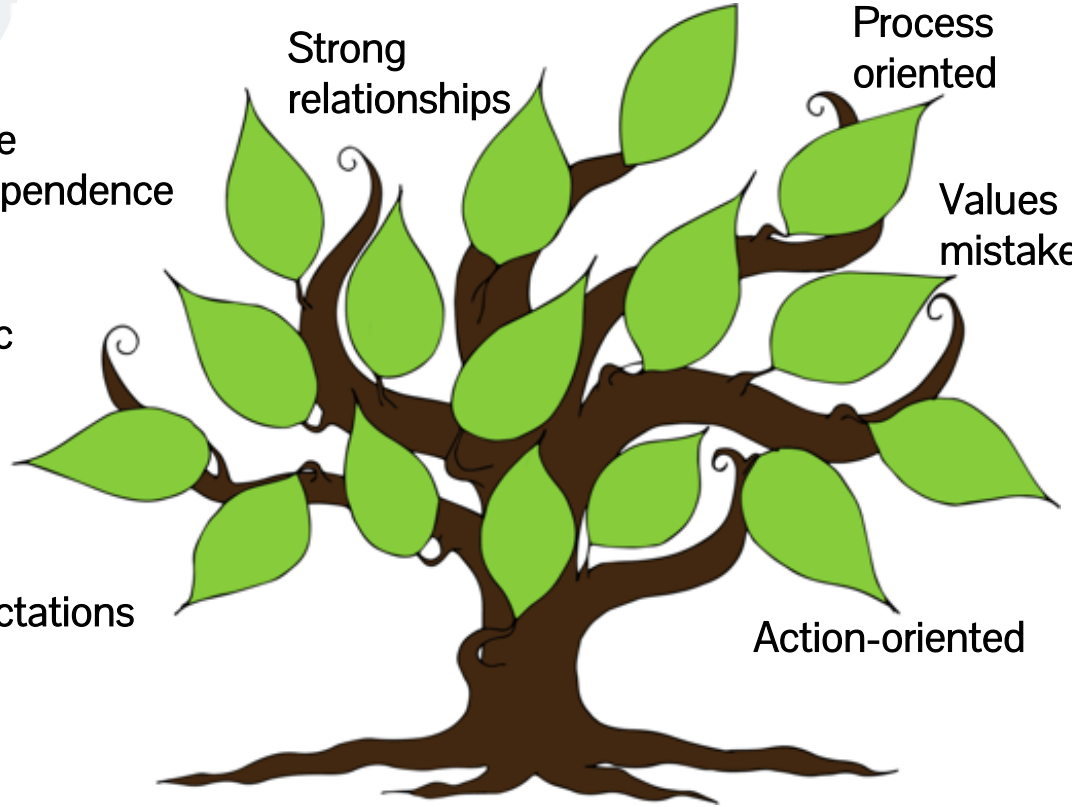 Process
oriented
Strong
relationships
e
pendence
Values
mistake
c
ctations
Action-oriented